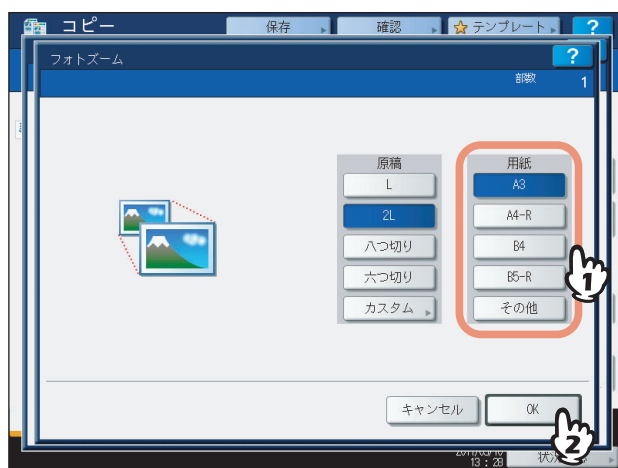 コピー
保存
確認
テンプレート
?
フォトズーム
?
部数 1
原稿
用紙
L
A3
2L
A4-R
八つ切り
B4
六つ切り
B5-R
カスタム
その他
1
キャンセル
OK
2
13:28